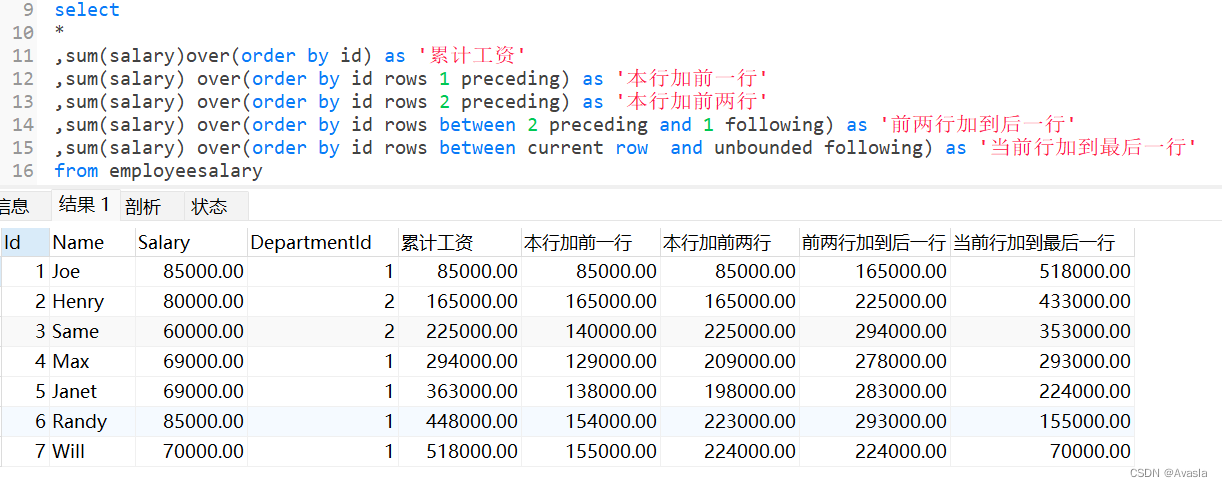 9 select
10 *
11 ,sum(salary)over(order by id) as '累计工资'
12 ,sum(salary) over(order by id rows 1 preceding) as '本行加前一行'
13 ,sum(salary) over(order by id rows 2 preceding) as '本行加前两行'
14 ,sum(salary) over(order by id rows between 2 preceding and 1 following) as '前两行加到后一行'
15 ,sum(salary) over(order by id rows between current row  and unbounded following) as '当前行加到最后一行'
16 from employeesalary
信息 结果 1 剖析 状态
Id Name Salary DepartmentId 累计工资 本行加前一行 本行加前两行 前两行加到后一行 当前行加到最后一行
1 Joe 85000.00 1 85000.00 85000.00 85000.00 165000.00 518000.00
2 Henry 80000.00 2 165000.00 165000.00 165000.00 225000.00 433000.00
3 Same 60000.00 2 225000.00 140000.00 225000.00 294000.00 353000.00
4 Max 69000.00 1 294000.00 129000.00 209000.00 278000.00 293000.00
5 Janet 69000.00 1 363000.00 138000.00 198000.00 283000.00 224000.00
6 Randy 85000.00 1 448000.00 154000.00 223000.00 293000.00 155000.00
7 Will 70000.00 1 518000.00 155000.00 224000.00 224000.00 70000.00
CSDN @Avasla